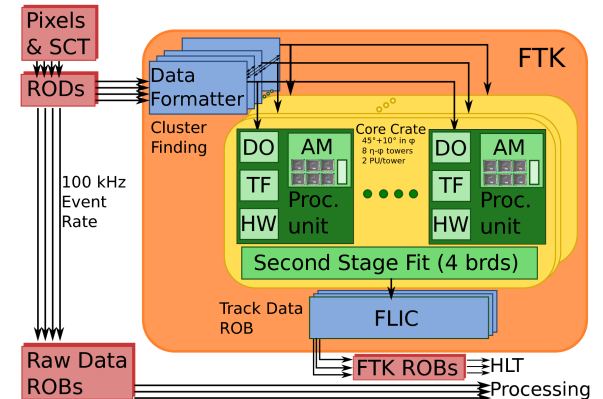 Pixels
& SCT
FTK
RODs
Data
Formatter
Cluster
Finding
Core Crate
45°+10° in φ
8 η-φ towers
2 PU/tower
DO
AM
TF
HW
Proc.
unit
DO
AM
TF
HW
Proc.
unit
100 kHz
Event
Rate
Second Stage Fit (4 brds)
Track Data
ROB
FLIC
Raw Data
ROBs
FTK ROBs
HLT
Processing